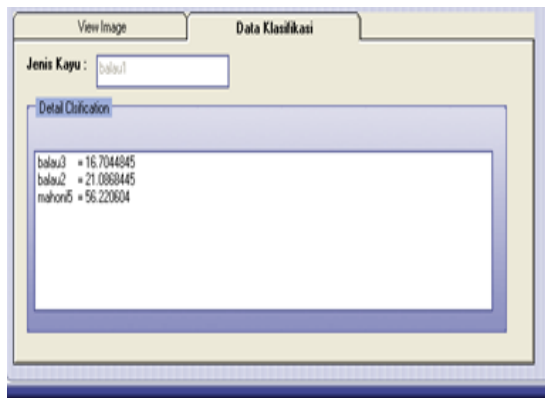 View Image
Data Klasifikasi
Jenis Kayu :
balau1
Detail Clsification
balau3 = 16.7044845
balau2 = 21.0868445
mahoni5 = 56.220604